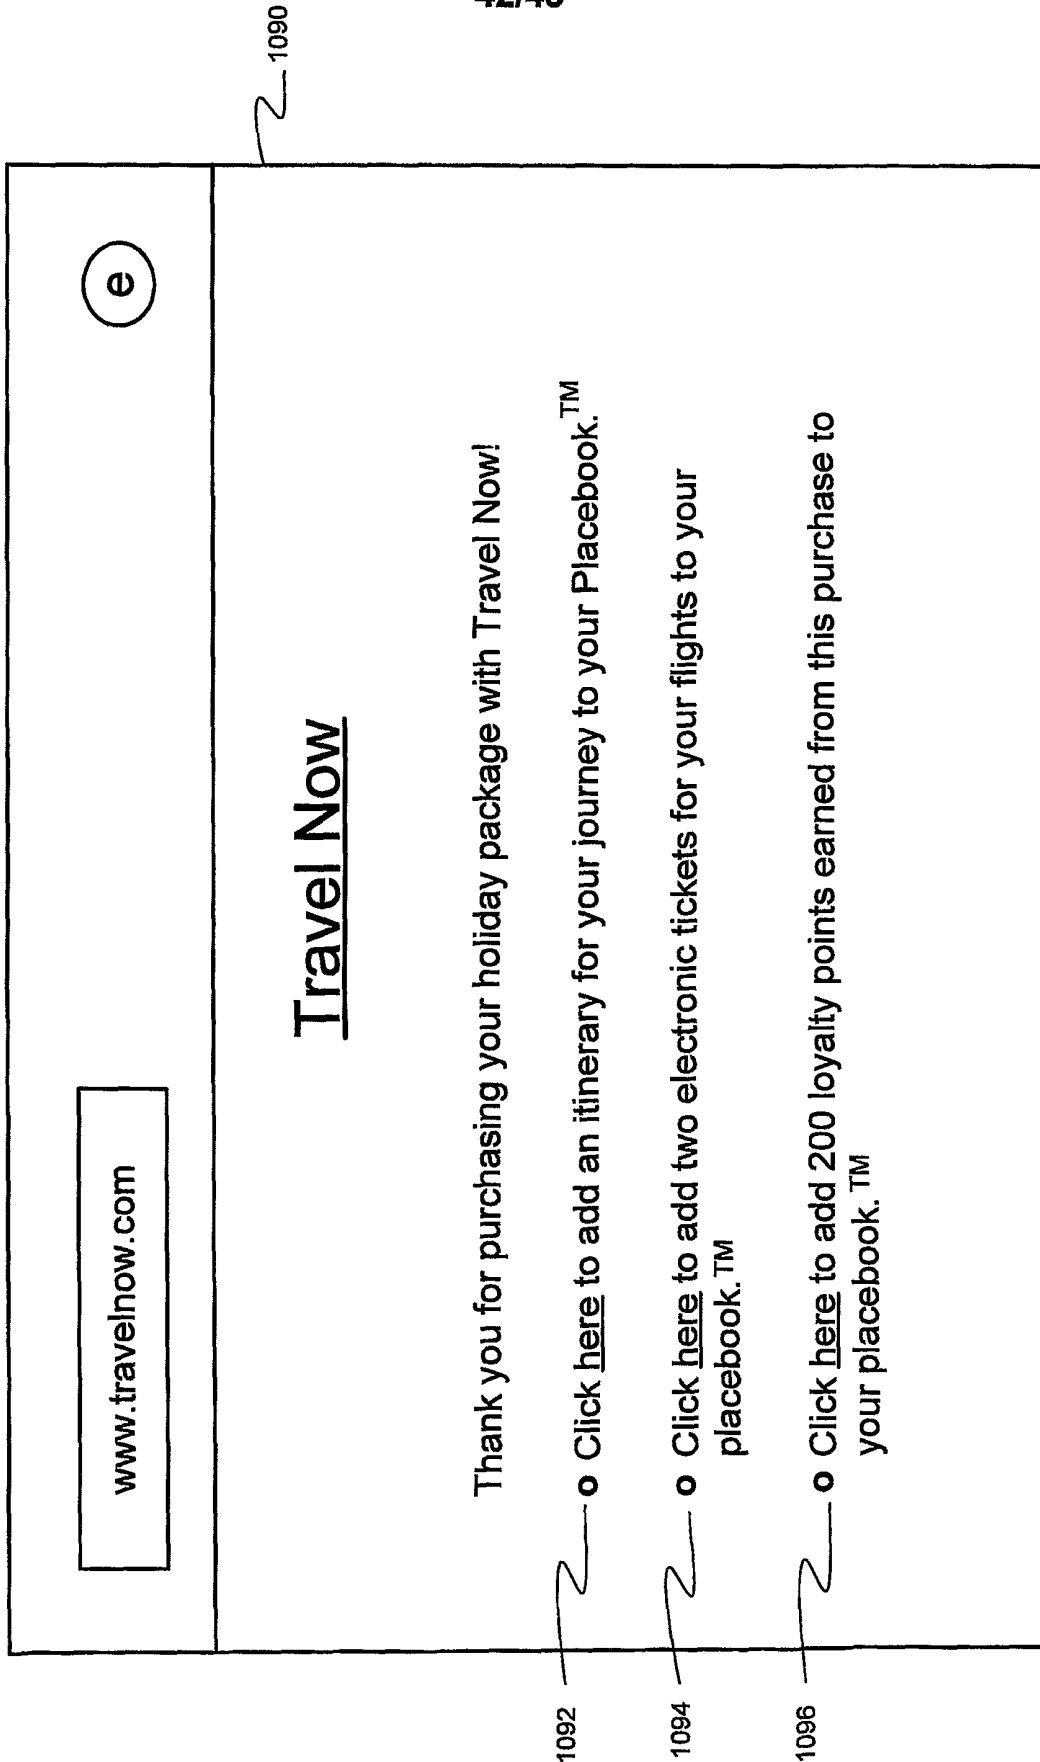 1090
www.travelnow.com
e
Travel Now
Thank you for purchasing your holiday package with Travel Now!
1092
o Click here to add an itinerary for your journey to your Placebook.™
1094
o Click here to add two electronic tickets for your flights to your
placebook.™
1096
o Click here to add 200 loyalty points earned from this purchase to
your placebook. ™